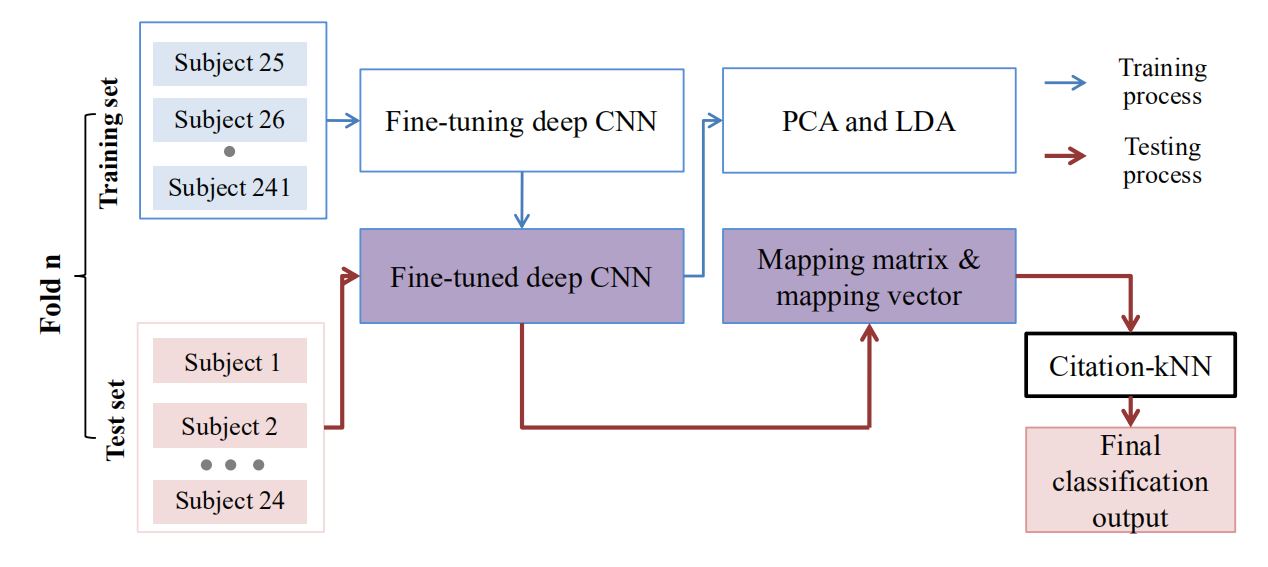 Fold n
Training set
Subject 25
Subject 26
Subject 241
Test set
Subject 1
Subject 2
Subject 24
Fine-tuning deep CNN
Fine-tuned deep CNN
PCA and LDA
Mapping matrix &
mapping vector
Training
process
Testing
process
Citation-kNN
Final
classification
output